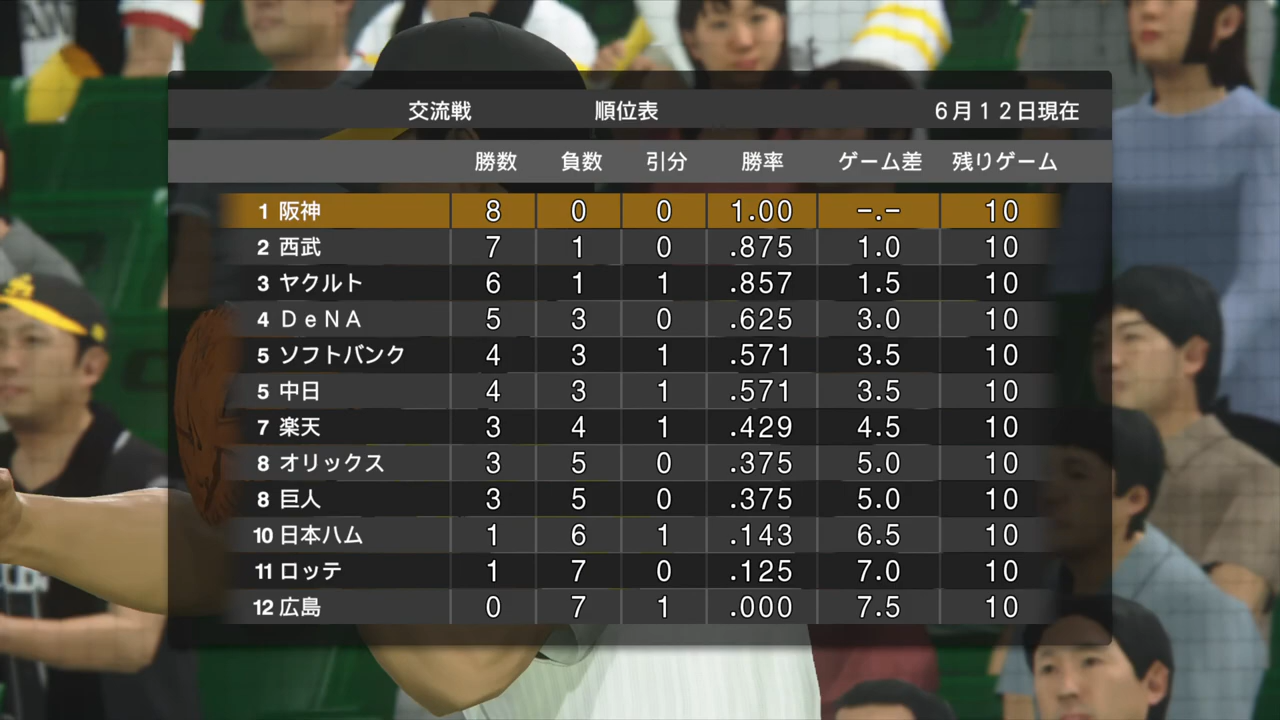 交流戦 順位表 6月12日現在
勝数 負数 引分 勝率 ゲーム差 残りゲーム
1 阪神 8 0 0 1.00 -.- 10
2 西武 7 1 0 .875 1.0 10
3 ヤクルト 6 1 1 .857 1.5 10
4 DeNA 5 3 0 .625 3.0 10
5 ソフトバンク 4 3 1 .571 3.5 10
5 中日 4 3 1 .571 3.5 10
7 楽天 3 4 1 .429 4.5 10
8 オリックス 3 5 0 .375 5.0 10
8 巨人 3 5 0 .375 5.0 10
10 日本ハム 1 6 1 .143 6.5 10
11 ロッテ 1 7 0 .125 7.0 10
12 広島 0 7 1 .000 7.5 10